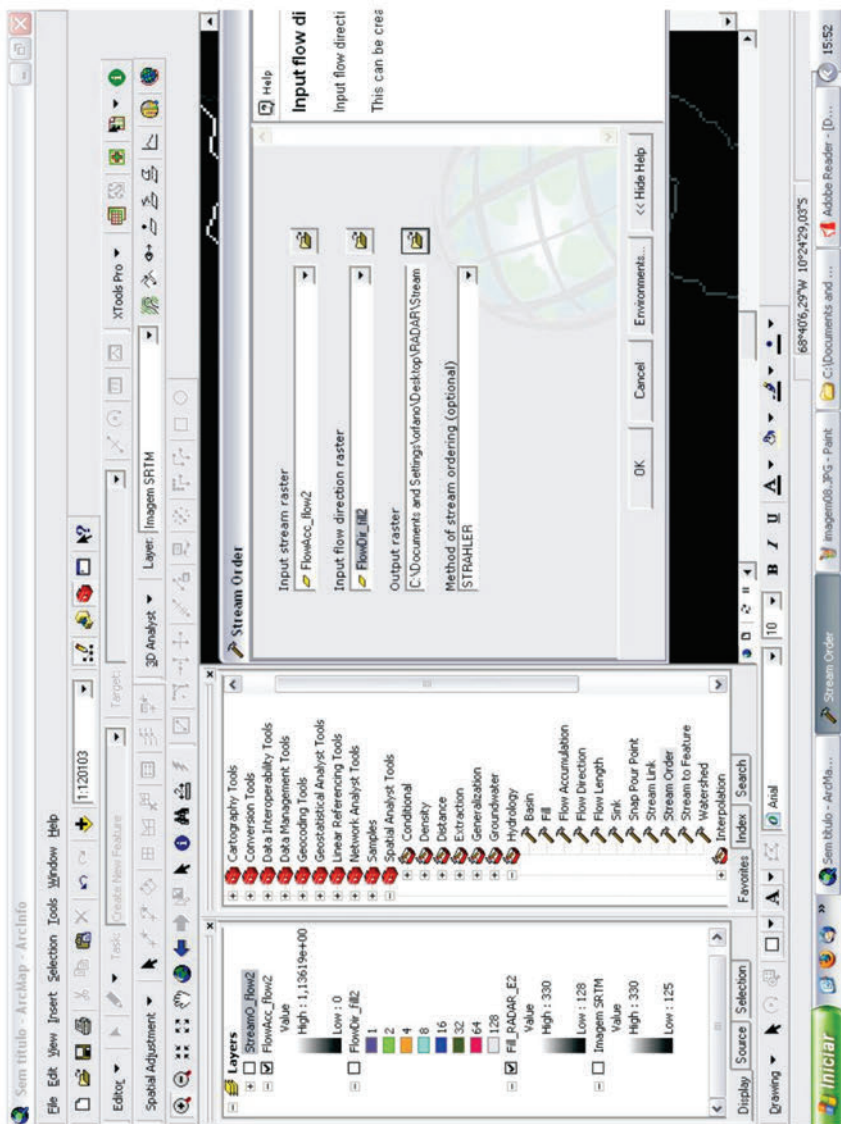 Sem título - ArcMap - ArcInfo
File Edit View Insert Selection Tools Window Help
1:120103
Editor Task: Create New Feature Target:
XTools Pro
Spatial Adjustment
3D Analyst Layer: Imagem SRTM
Layers
StreamO_flow2
FlowAcc_flow2
Value
High : 1,13619e+00
Low : 0
FlowDir_fill2
1
2
4
8
16
32
64
128
Fill_RADAR_E2
Value
High : 330
Low : 128
Imagem SRTM
Value
High : 330
Low : 125
Display Source Selection
Cartography Tools
Conversion Tools
Data Interoperability Tools
Data Management Tools
Geocoding Tools
Geostatistical Analyst Tools
Linear Referencing Tools
Network Analyst Tools
Samples
Spatial Analyst Tools
Conditional
Density
Distance
Extraction
Generalization
Groundwater
Hydrology
Basin
Fill
Flow Accumulation
Flow Direction
Flow Length
Sink
Snap Pour Point
Stream Link
Stream Order
Stream to Feature
Watershed
Interpolation
Favorites Index Search
Stream Order
Input stream raster
FlowAcc_flow2
Input flow direction raster
FlowDir_fill2
Output raster
C:\Documents and Settings\orfano\Desktop\RADAR\Stream
Method of stream ordering (optional)
STRAHLER
OK Cancel Environments... << Hide Help
Help
Input flow di
Input flow directi
This can be crea
Drawing A Arial 10 B I U A
68°40'6,29"W 10°24'29,03"S
Iniciar
Sem título - ArcMa...
Stream Order
Imagem08.JPG - Paint
C:\Documents and ...
Adobe Reader - [D...
15:52